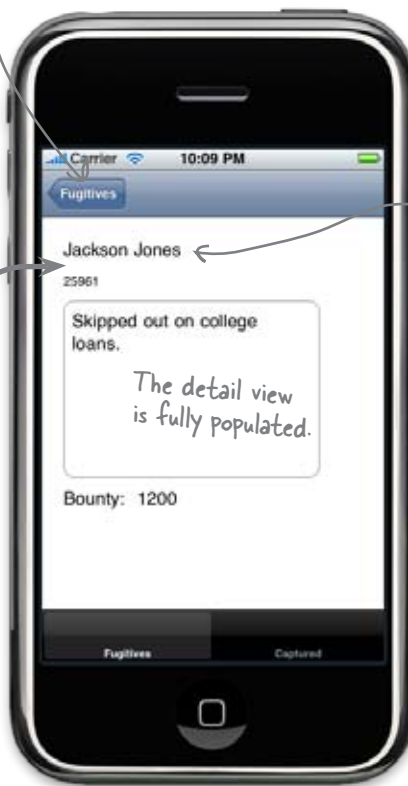 Carrier 10:09 PM
Fugitives
Jackson Jones
25961
Skipped out on college
loans.
The detail view
is fully populated.
Bounty: 1200
Fugitives Captured